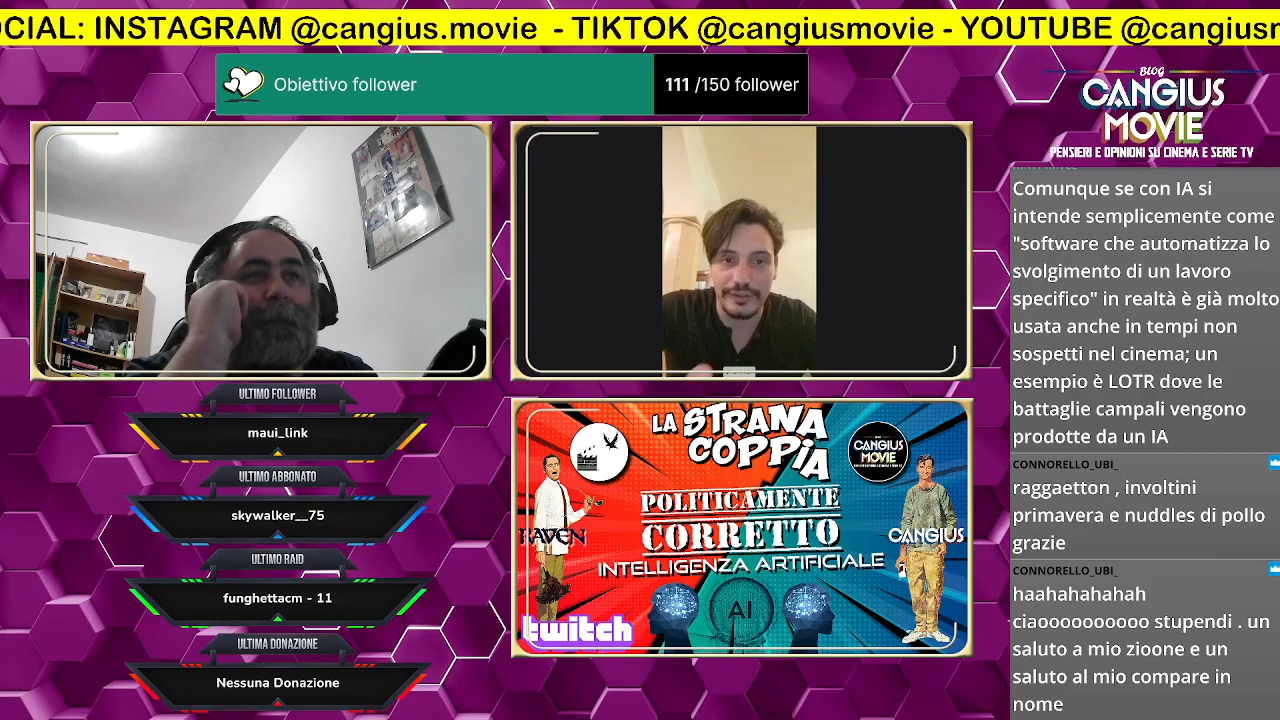 OCIAL: INSTAGRAM @cangius.movie - TIKTOK @cangiusmovie - YOUTUBE @cangiusm
Obiettivo follower
111 /150 follower
BLOG
CANGIUS
MOVIE
PENSIERI E OPINIONI SU CINEMA E SERIE TV
Comunque se con IA si
intende semplicemente come
"software che automatizza lo
svolgimento di un lavoro
specifico" in realtà è già molto
usata anche in tempi non
sospetti nel cinema; un
esempio è LOTR dove le
battaglie campali vengono
prodotte da un IA
CONNORELLO_UBI_
raggaetton , involtini
primavera e nuddles di pollo
grazie
CONNORELLO_UBI_
haahahahahah
ciaoooooooooo stupendi . un
saluto a mio zioone e un
saluto al mio compare in
nome
ULTIMO FOLLOWER
maui_link
ULTIMO ABBONATO
skywalker__75
ULTIMO RAID
funghettacm - 11
ULTIMA DONAZIONE
Nessuna Donazione
LA STRANA
COPPIA
CANGIUS
MOVIE
POLITICAMENTE
CORRETTO
INTELLIGENZA ARTIFICIALE
RAVEN
CANGIUS
AI
twitch